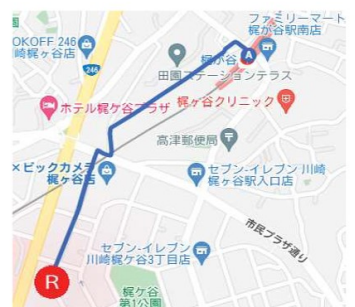 ファミリーマート
梶が谷駅南店
OKOFF 246
崎梶ヶ谷店
梶が谷
A
田園ステーションテラス
246
ホテル梶ケ谷プラザ
梶ヶ谷クリニック
高津郵便局
×ビックカメラ
梶ヶ谷店
セブン-イレブン 川崎
梶ヶ谷駅入口店
市民プラザ通り
セブン-イレブン
川崎梶ケ谷3丁目店
R
梶ケ谷
第1公園